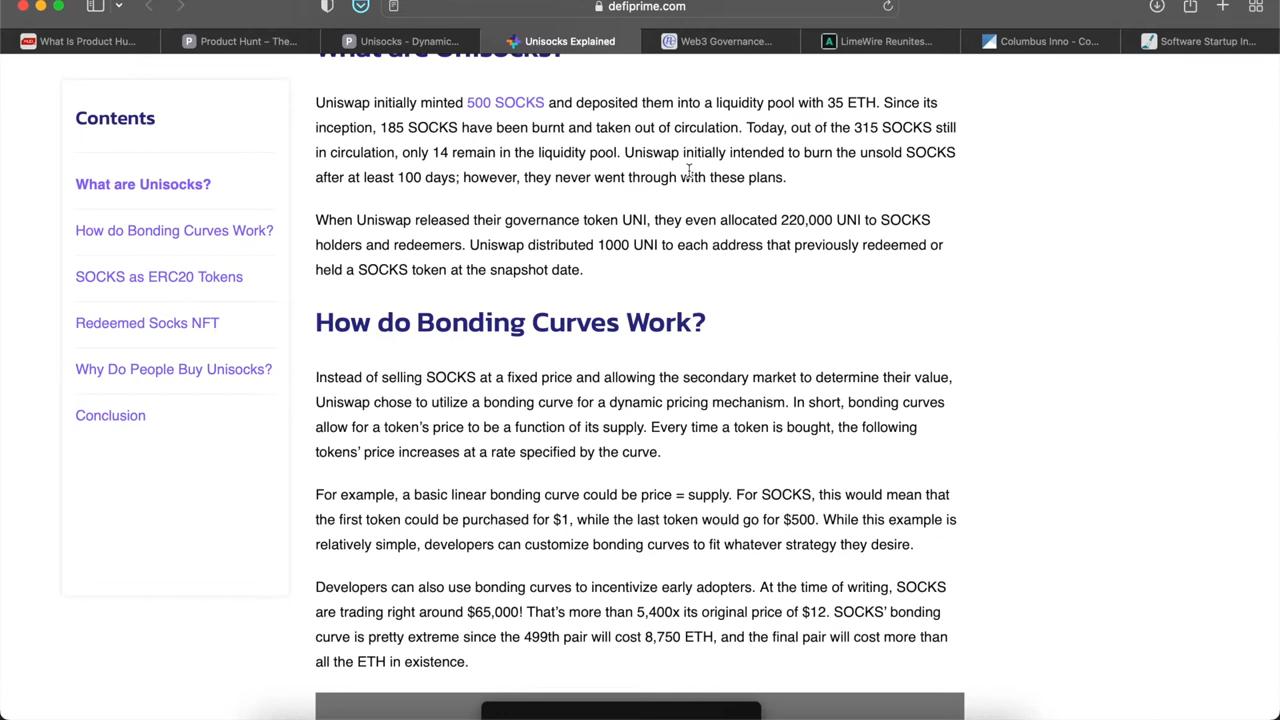 defiprime.com
What Is Product Hu...
Product Hunt – The...
Unisocks - Dynamic...
Unisocks Explained
Web3 Governance...
LimeWire Reunites...
Columbus Inno - Co...
Software Startup In...
What are Unisocks?
Contents
What are Unisocks?
How do Bonding Curves Work?
SOCKS as ERC20 Tokens
Redeemed Socks NFT
Why Do People Buy Unisocks?
Conclusion
Uniswap initially minted 500 SOCKS and deposited them into a liquidity pool with 35 ETH. Since its
inception, 185 SOCKS have been burnt and taken out of circulation. Today, out of the 315 SOCKS still
in circulation, only 14 remain in the liquidity pool. Uniswap initially intended to burn the unsold SOCKS
after at least 100 days; however, they never went through with these plans.
When Uniswap released their governance token UNI, they even allocated 220,000 UNI to SOCKS
holders and redeemers. Uniswap distributed 1000 UNI to each address that previously redeemed or
held a SOCKS token at the snapshot date.
How do Bonding Curves Work?
Instead of selling SOCKS at a fixed price and allowing the secondary market to determine their value,
Uniswap chose to utilize a bonding curve for a dynamic pricing mechanism. In short, bonding curves
allow for a token's price to be a function of its supply. Every time a token is bought, the following
tokens' price increases at a rate specified by the curve.
For example, a basic linear bonding curve could be price = supply. For SOCKS, this would mean that
the first token could be purchased for $1, while the last token would go for $500. While this example is
relatively simple, developers can customize bonding curves to fit whatever strategy they desire.
Developers can also use bonding curves to incentivize early adopters. At the time of writing, SOCKS
are trading right around $65,000! That's more than 5,400x its original price of $12. SOCKS' bonding
curve is pretty extreme since the 499th pair will cost 8,750 ETH, and the final pair will cost more than
all the ETH in existence.